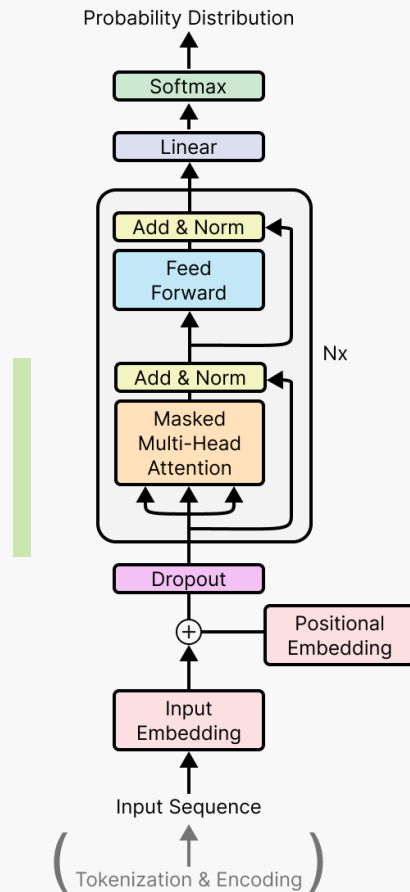 Probability Distribution
Softmax
Linear
Add & Norm
Feed
Forward
Nx
Add & Norm
Masked
Multi-Head
Attention
Dropout
Positional
Embedding
Input
Embedding
Input Sequence
(Tokenization & Encoding)